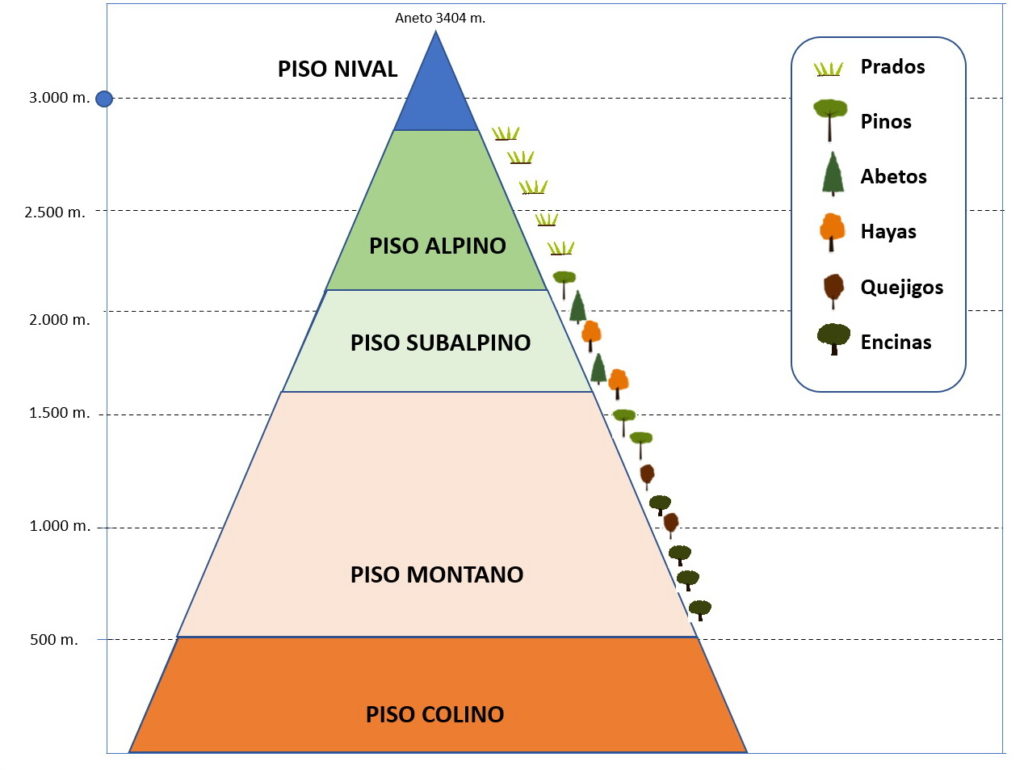 Aneto 3404 m.
PISO NIVAL
Prados
3.000 m.
Pinos
Abetos
2.500 m.
Hayas
PISO ALPINO
Quejigos
2.000 m.
Encinas
PISO SUBALPINO
1.500 m.
1.000 m.
PISO MONTANO
500 m.
PISO COLINO